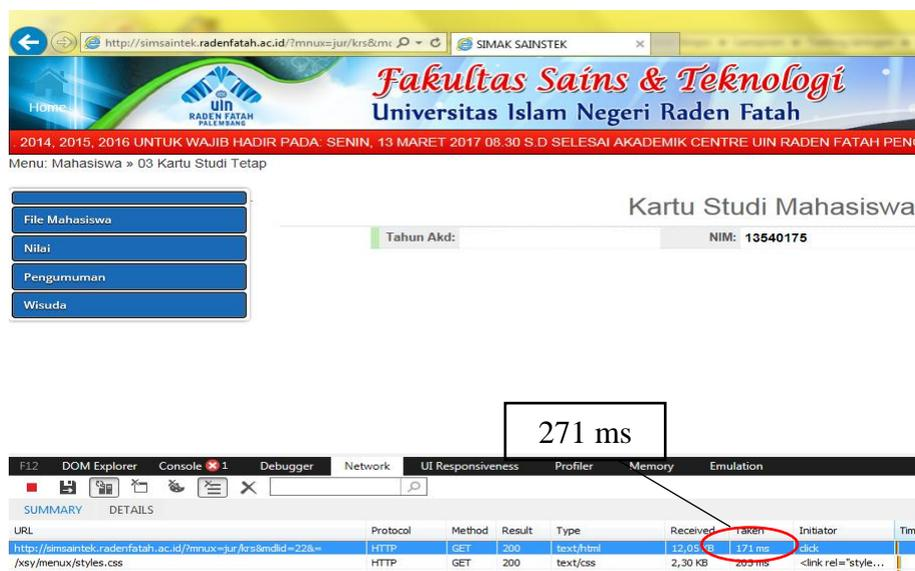 http://simsaintek.radenfatah.ac.id/?mnux=jur/krs&mc
SIMAK SAINSTEK
Home
uin
RADEN FATAH
PALEMBANG
Fakultas Sains & Teknologi
Universitas Islam Negeri Raden Fatah
. 2014, 2015, 2016 UNTUK WAJIB HADIR PADA: SENIN, 13 MARET 2017 08.30 S.D SELESAI AKADEMIK CENTRE UIN RADEN FATAH PEN
Menu: Mahasiswa » 03 Kartu Studi Tetap
File Mahasiswa
Nilai
Pengumuman
Wisuda
Kartu Studi Mahasiswa
Tahun Akd: NIM: 13540175
271 ms
F12 DOM Explorer Console 1 Debugger Network UI Responsiveness Profiler Memory Emulation
SUMMARY DETAILS
URL Protocol Method Result Type Received Taken Initiator Tim
http://simsaintek.radenfatah.ac.id/?mnux=jur/krs&mdlid=22&= HTTP GET 200 text/html 12,05 KB 171 ms click
/xsy/menux/styles.css HTTP GET 200 text/css 2,30 KB 203 ms <link rel="style...